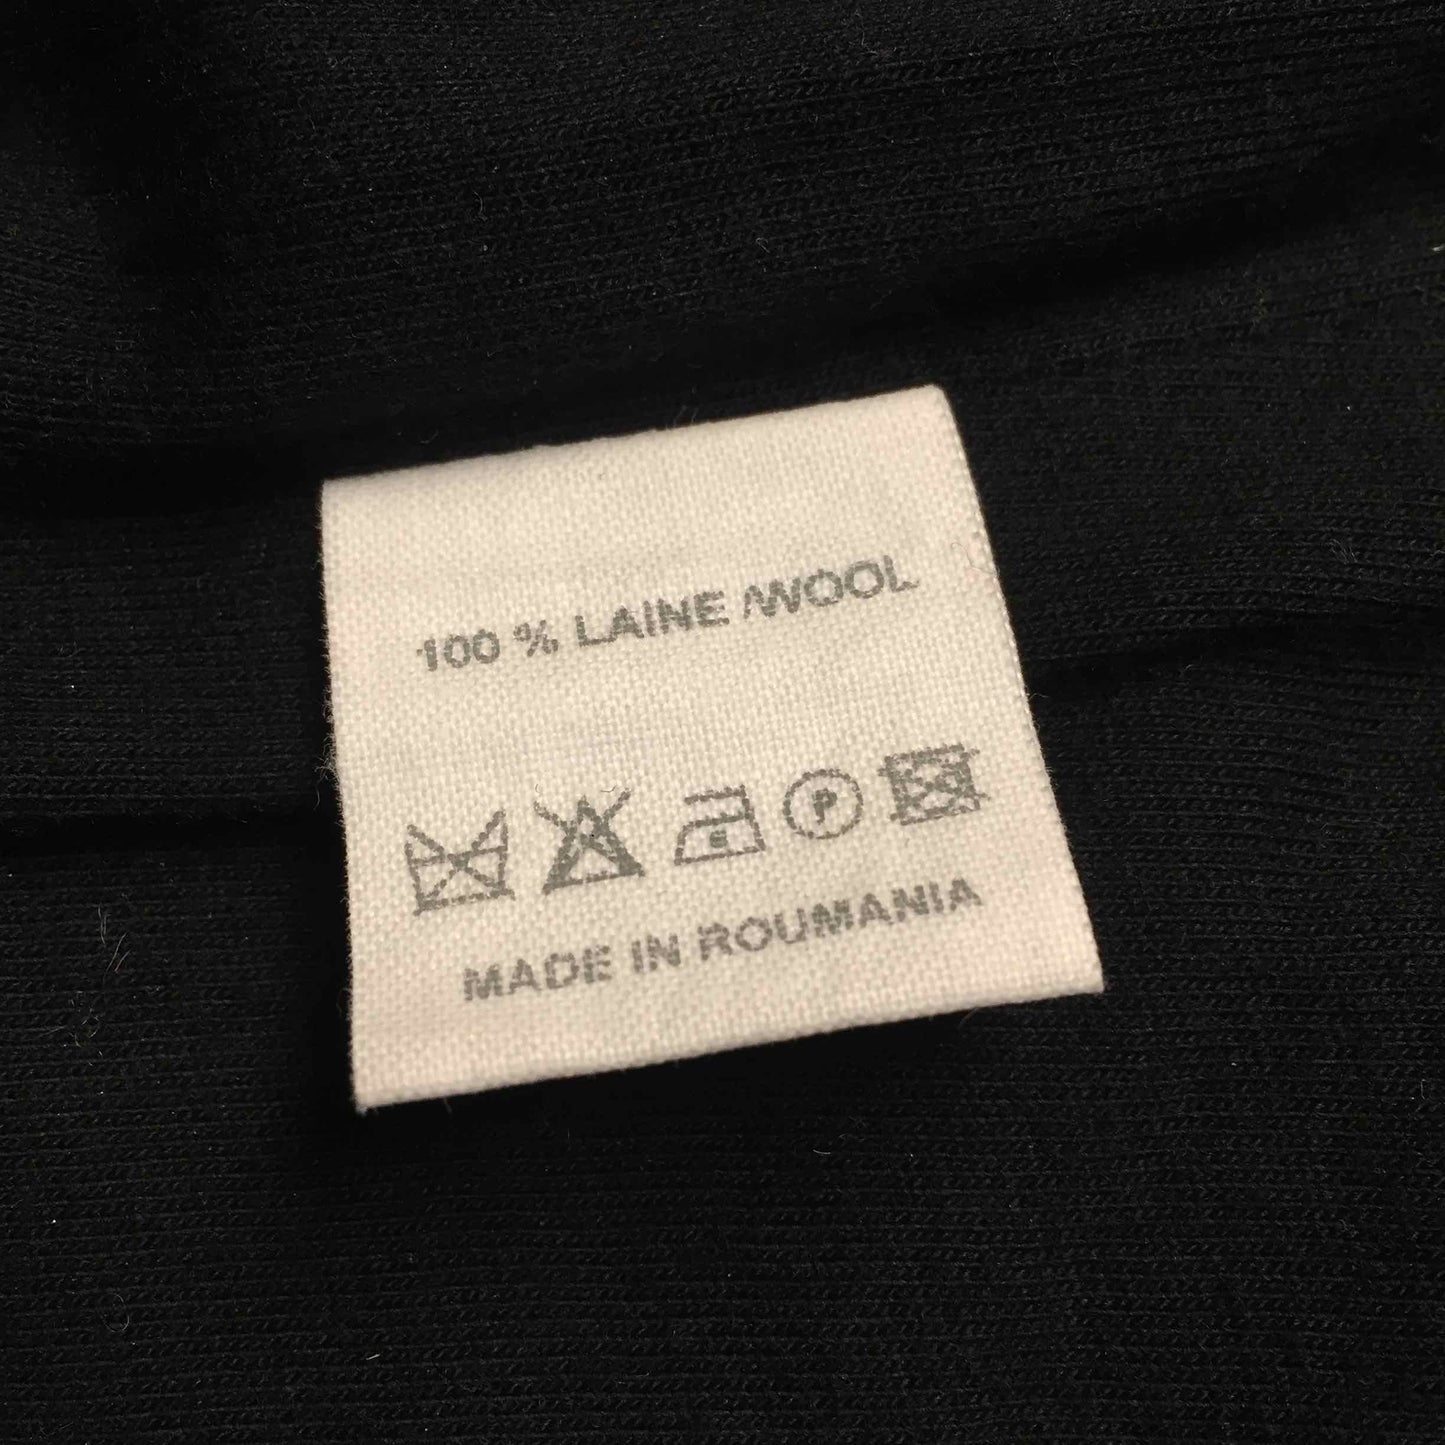 100 % LAINE /WOOL
P
MADE IN ROUMANIA